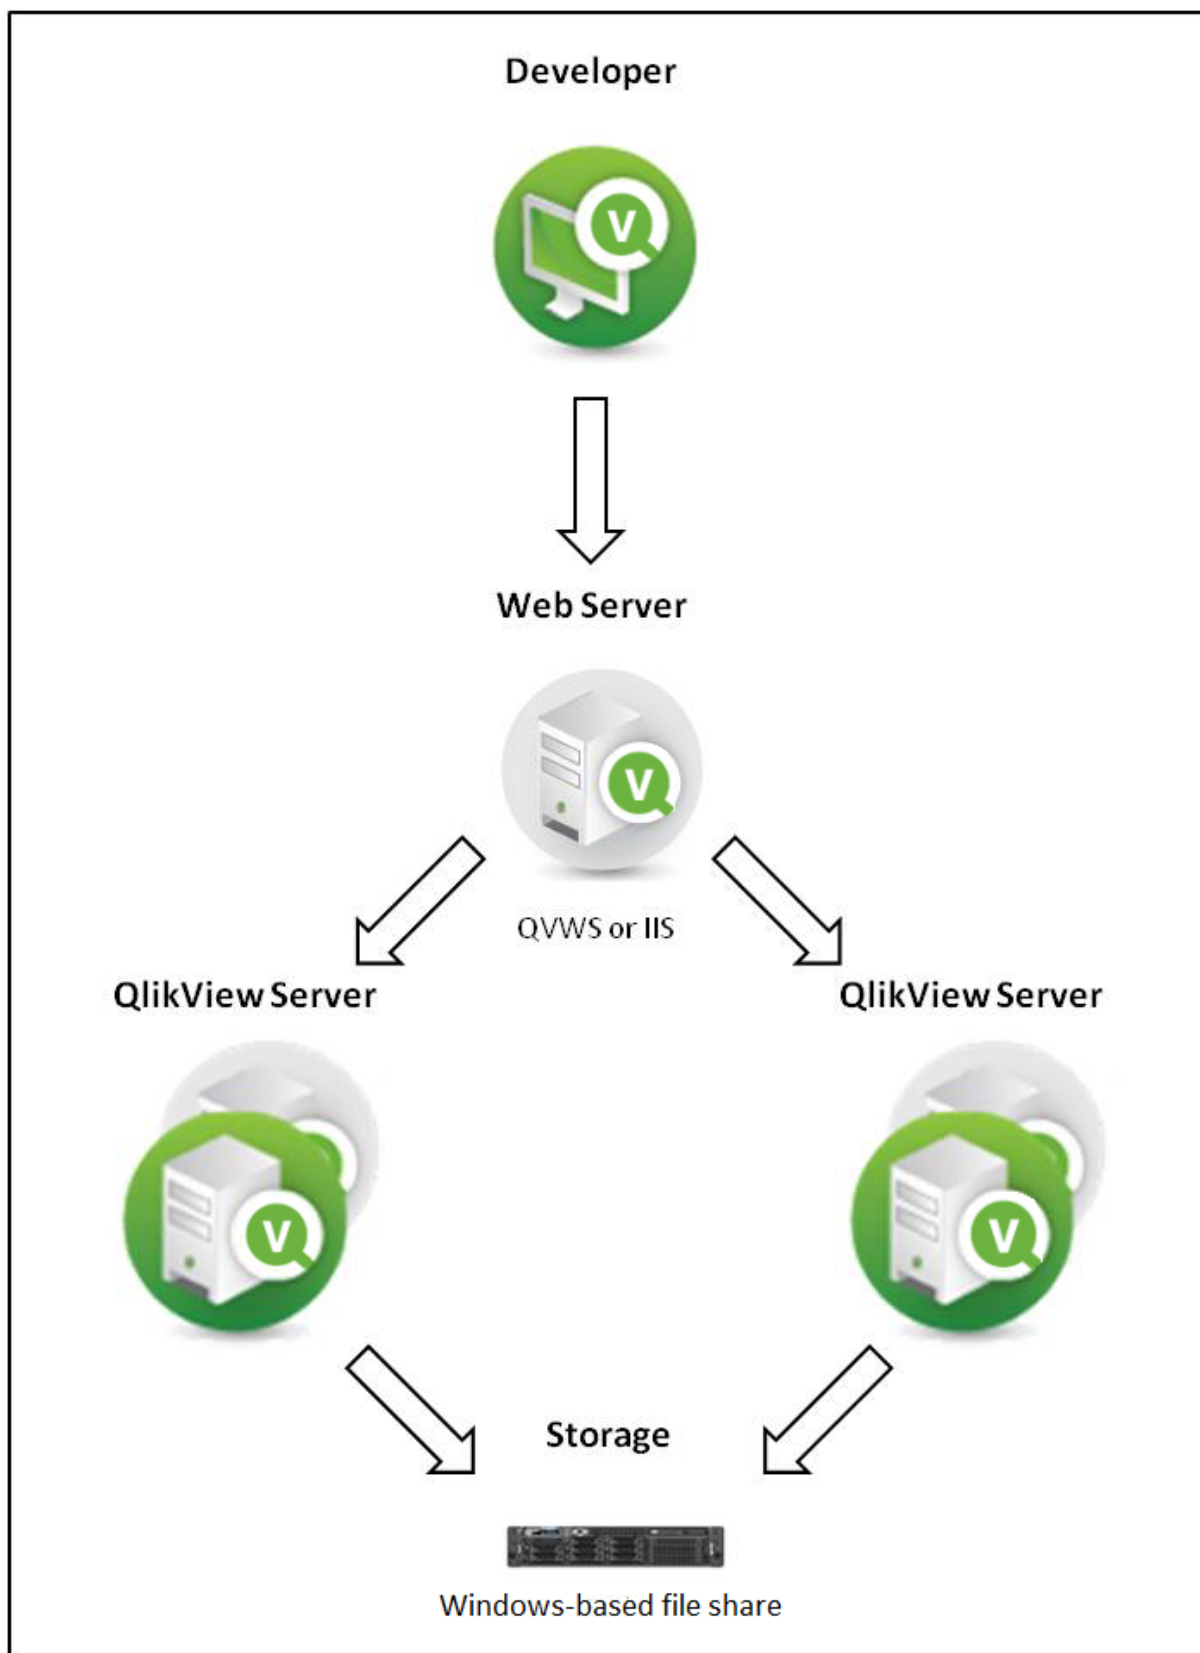 Developer
V
Web Server
V
QVWS or IIS
QlikView Server
QlikView Server
V
V
Storage
Windows-based file share